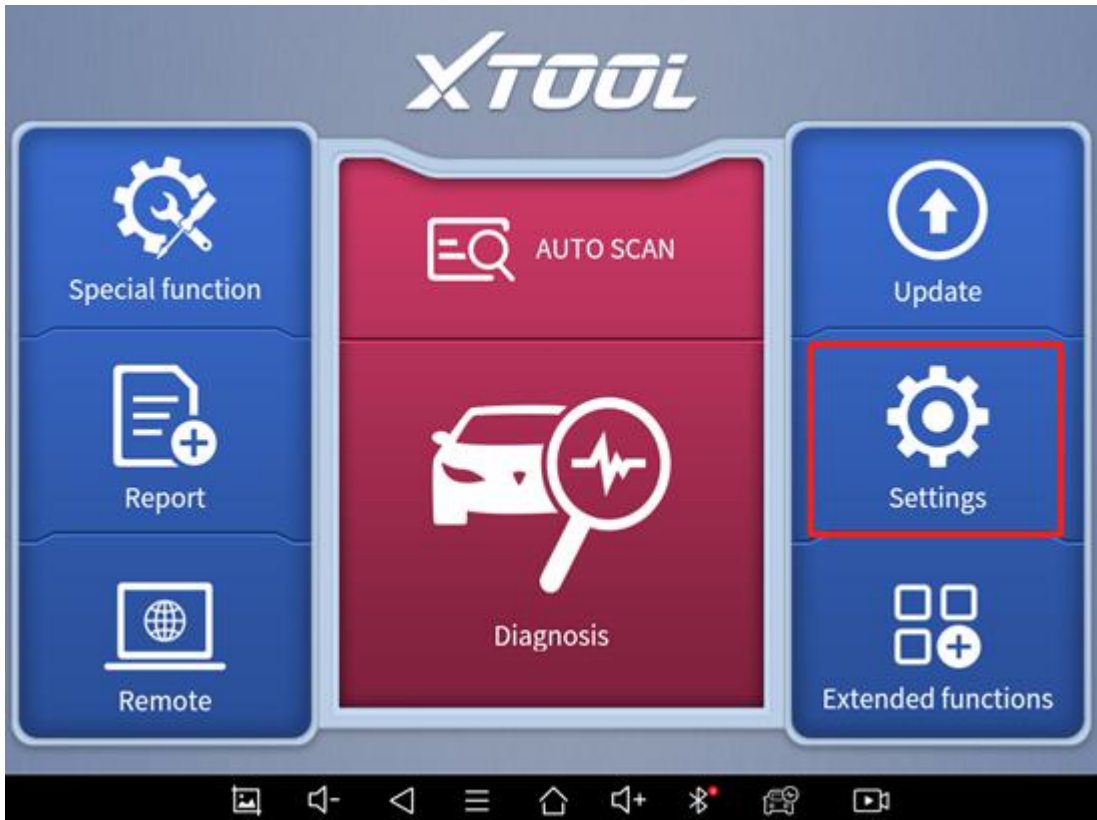 XTOOL
Special function
AUTO SCAN
Update
Report
Settings
Diagnosis
Remote
Extended functions